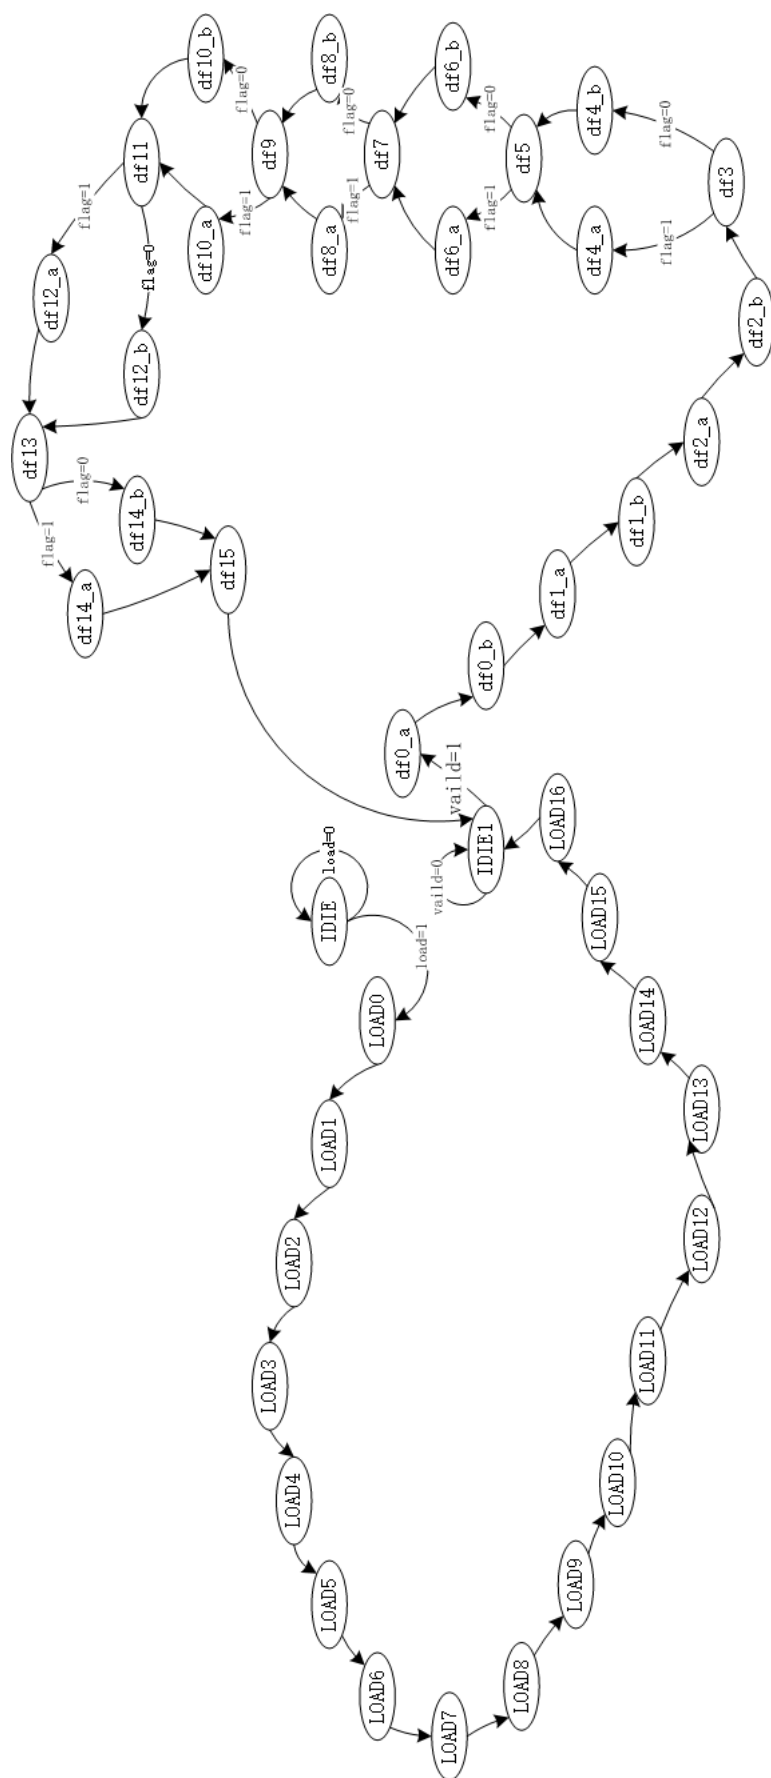 IDIE
load=0
load=1
LOAD0
LOAD1
LOAD2
LOAD3
LOAD4
LOAD5
LOAD6
LOAD7
LOAD8
LOAD9
LOAD10
LOAD11
LOAD12
LOAD13
LOAD14
LOAD15
LOAD16
IDIE1
vaild=0
vaild=1
df0_a
df0_b
df1_a
df1_b
df2_a
df2_b
df3
flag=1
flag=0
df4_a
df4_b
df5
flag=1
flag=0
df6_a
df6_b
df7
flag=1
flag=0
df8_a
df8_b
df9
flag=1
flag=0
df10_a
df10_b
df11
flag=1
flag=0
df12_a
df12_b
df13
flag=1
flag=0
df14_a
df14_b
df15